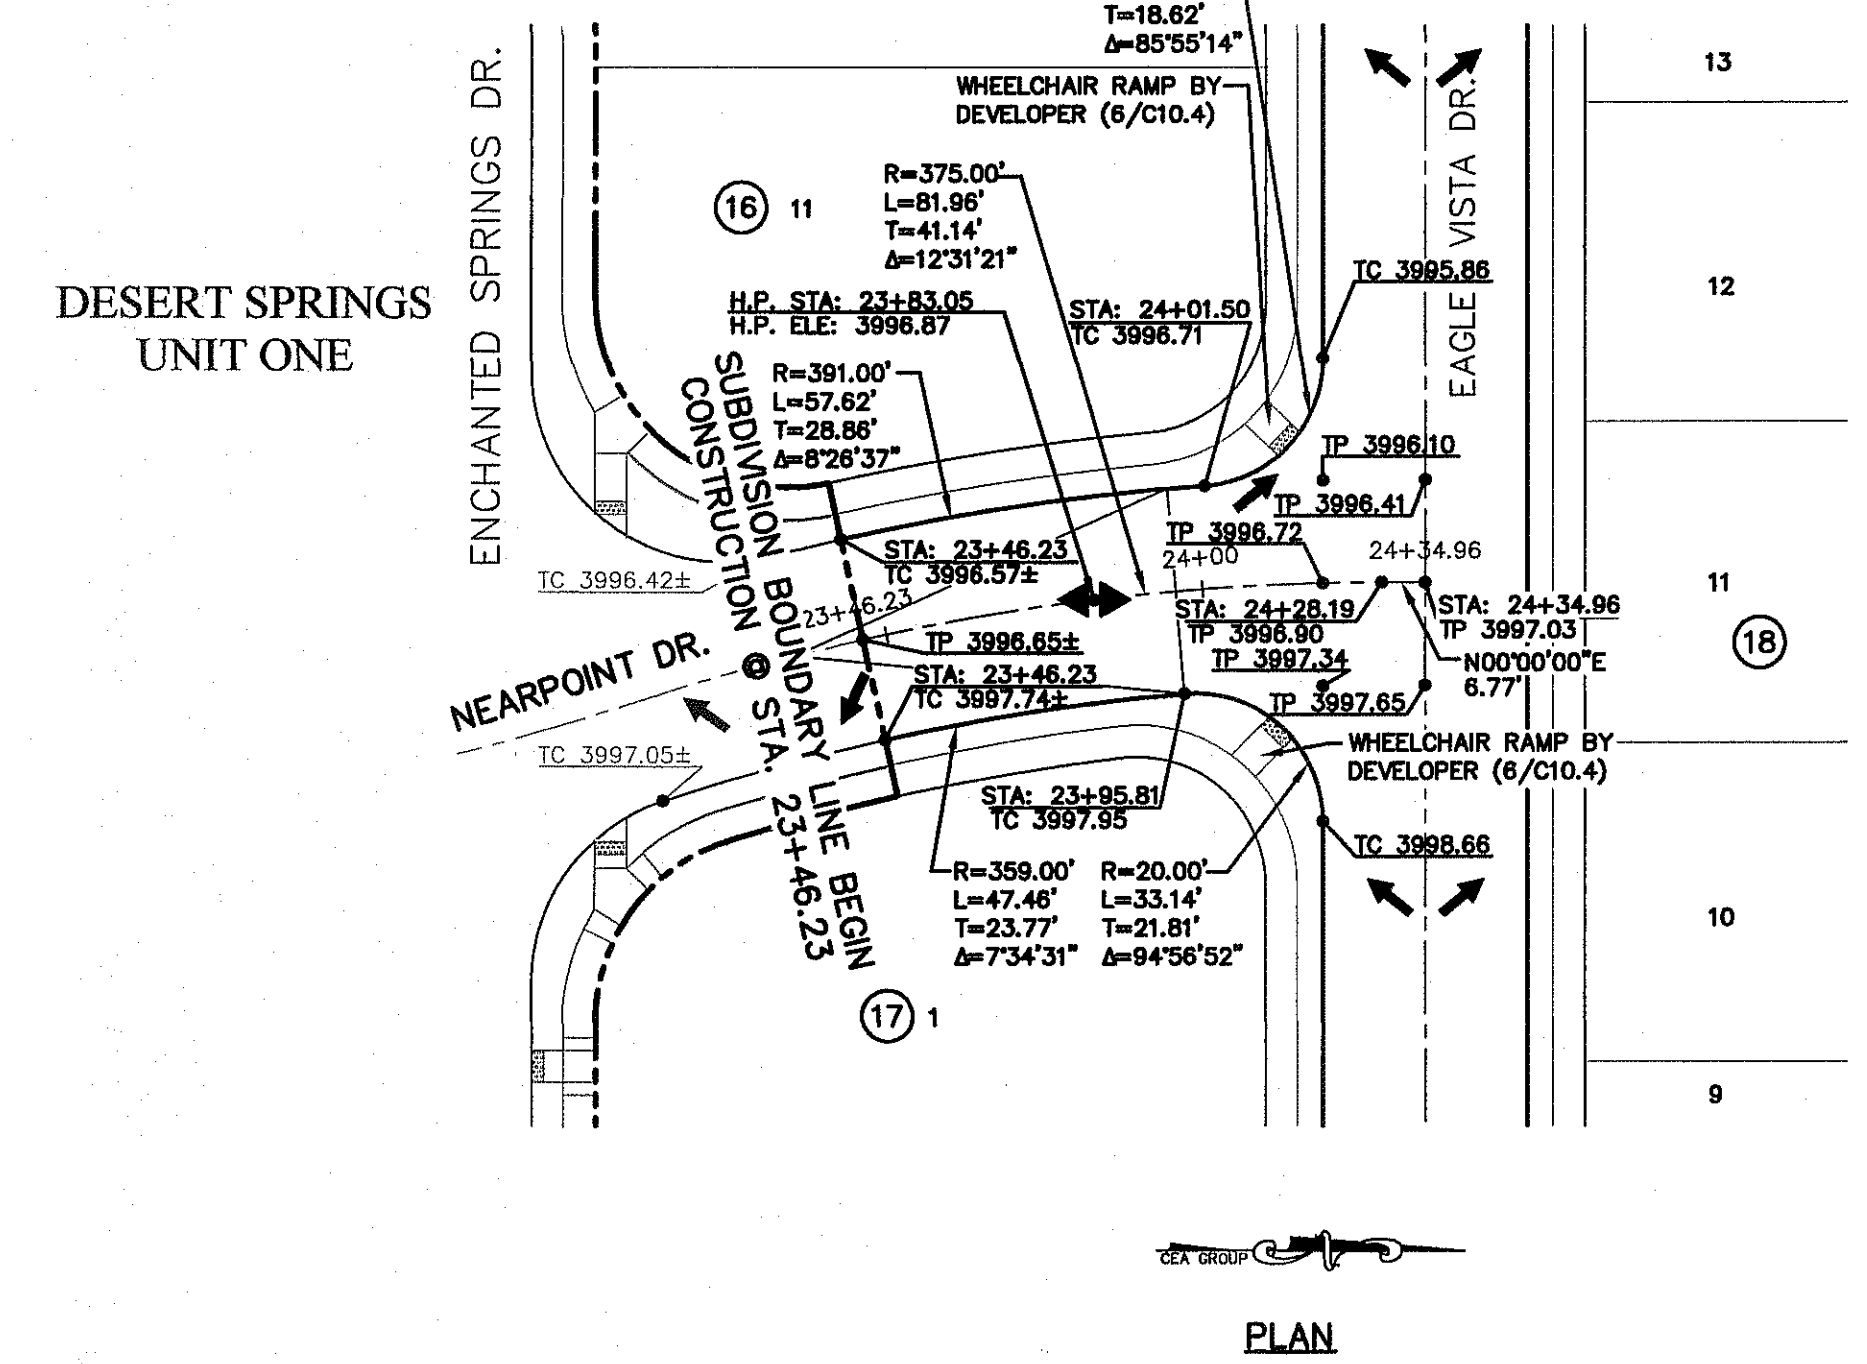 T=18.62'
Δ=85°55'14"
WHEELCHAIR RAMP BY
DEVELOPER (6/C10.4)
13
ENCHANTED SPRINGS DR.
EAGLE VISTA DR.
R=375.00'
L=81.96'
T=41.14'
Δ=12°31'21"
16
11
TC 3995.86
12
DESERT SPRINGS
UNIT ONE
H.P. STA: 23+83.05
H.P. ELE: 3996.87
STA: 24+01.50
TC 3996.71
R=391.00'
L=57.62'
T=28.86'
Δ=8°26'37"
SUBDIVISION BOUNDARY LINE BEGIN
CONSTRUCTION @ STA. 23+46.23
TP 3996.10
TP 3996.41
TP 3996.72
24+00
24+34.96
STA: 23+46.23
TC 3996.57±
TC 3996.42±
23+46.23
11
STA: 24+28.19
TP 3996.90
STA: 24+34.96
TP 3997.03
TP 3996.65±
NEARPOINT DR.
TP 3997.34
N00°00'00"E
6.77'
18
STA: 23+46.23
TC 3997.74±
TP 3997.65
TC 3997.05±
WHEELCHAIR RAMP BY
DEVELOPER (6/C10.4)
STA: 23+95.81
TC 3997.95
TC 3998.66
R=359.00'
L=47.46'
T=23.77'
Δ=7°34'31"
R=20.00'
L=33.14'
T=21.81'
Δ=94°56'52"
10
17
1
9
CEA GROUP
PLAN